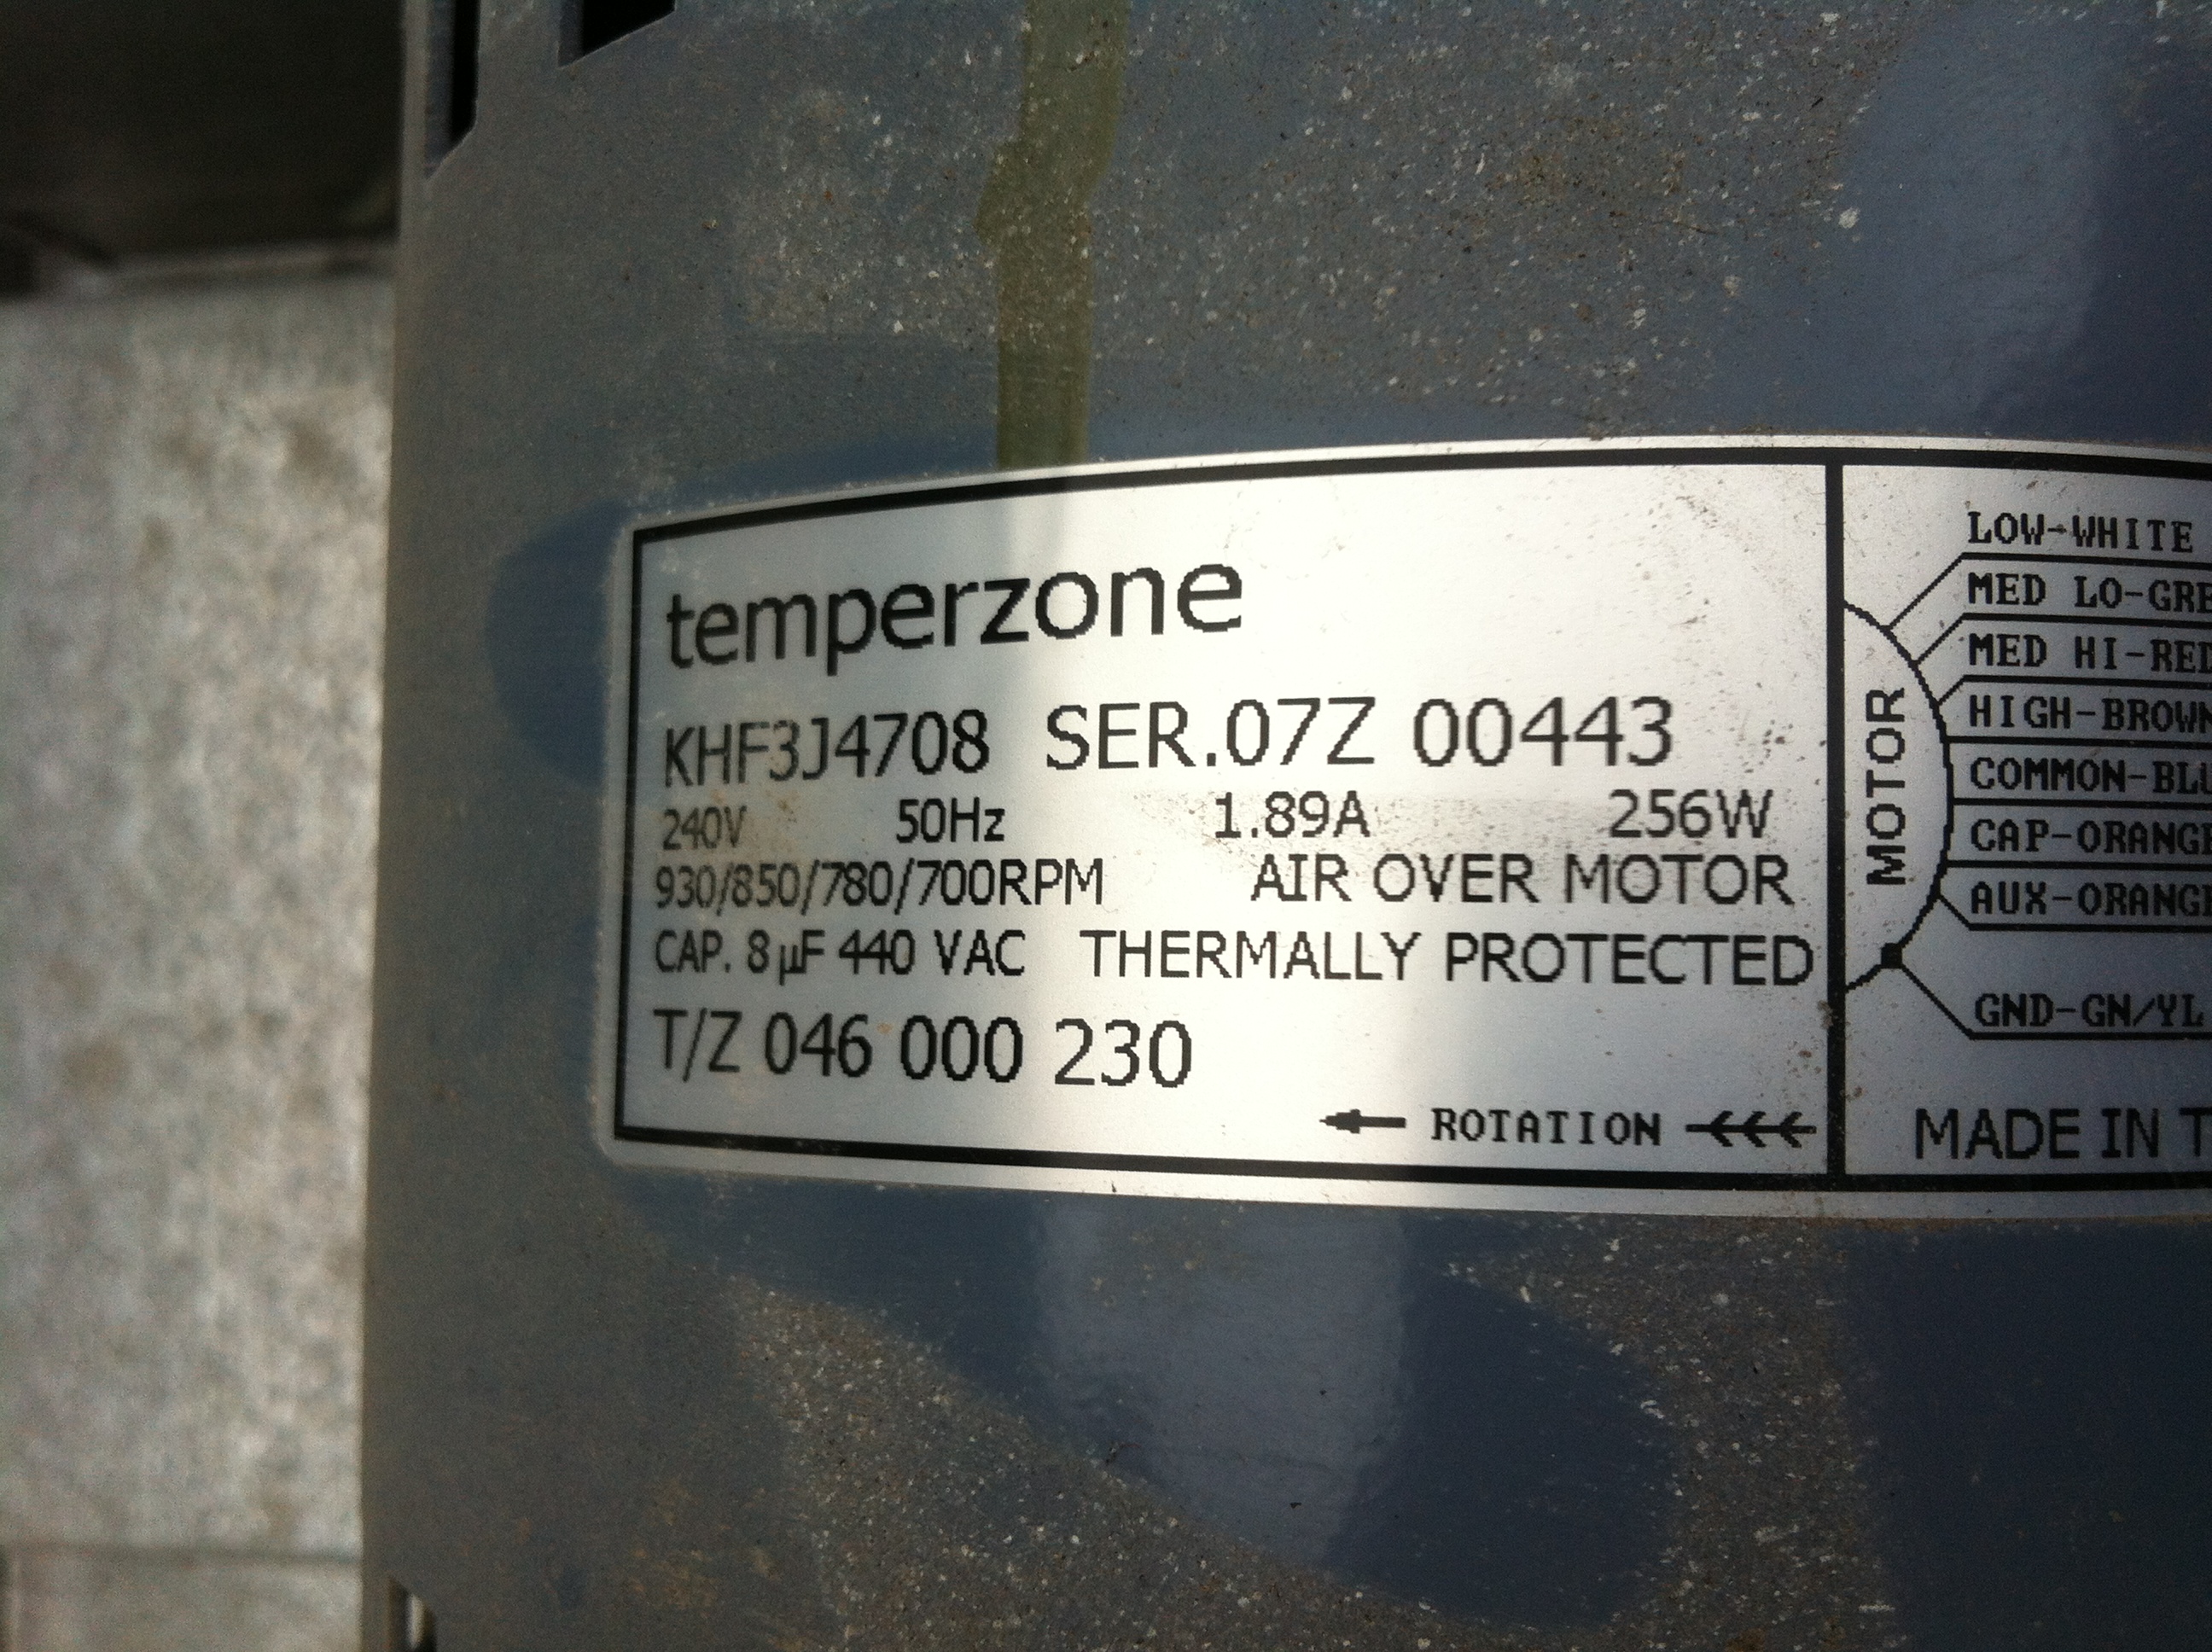 temperzone
KHF3J4708 SER.07Z 00443
240V 50Hz 1.89A 256W
930/850/780/700RPM AIR OVER MOTOR
CAP. 8 µF 440 VAC THERMALLY PROTECTED
T/Z 046 000 230
ROTATION
MOTOR
LOW-WHITE
MED LO-GRE
MED HI-RED
HIGH-BROWN
COMMON-BLU
CAP-ORANGE
AUX-ORANGE
GND-GN/YL
MADE IN T